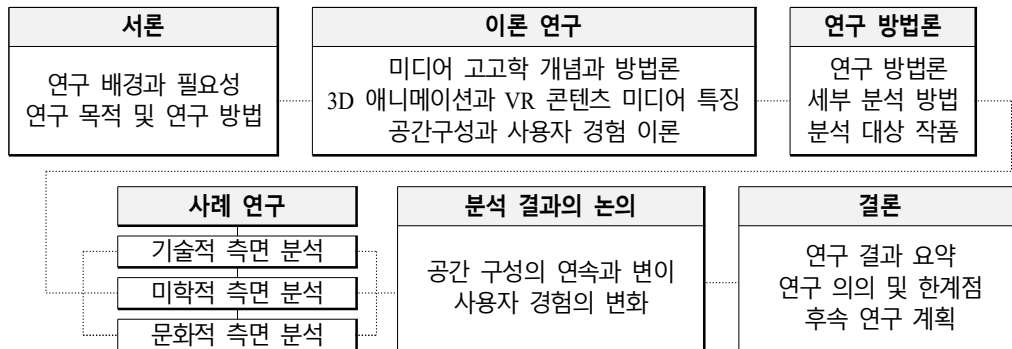 서론
연구 배경과 필요성
연구 목적 및 연구 방법
이론 연구
미디어 고고학 개념과 방법론
3D 애니메이션과 VR 콘텐츠 미디어 특징
공간구성과 사용자 경험 이론
연구 방법론
연구 방법론
세부 분석 방법
분석 대상 작품
사례 연구
기술적 측면 분석
미학적 측면 분석
문화적 측면 분석
분석 결과의 논의
공간 구성의 연속과 변이
사용자 경험의 변화
결론
연구 결과 요약
연구 의의 및 한계점
후속 연구 계획